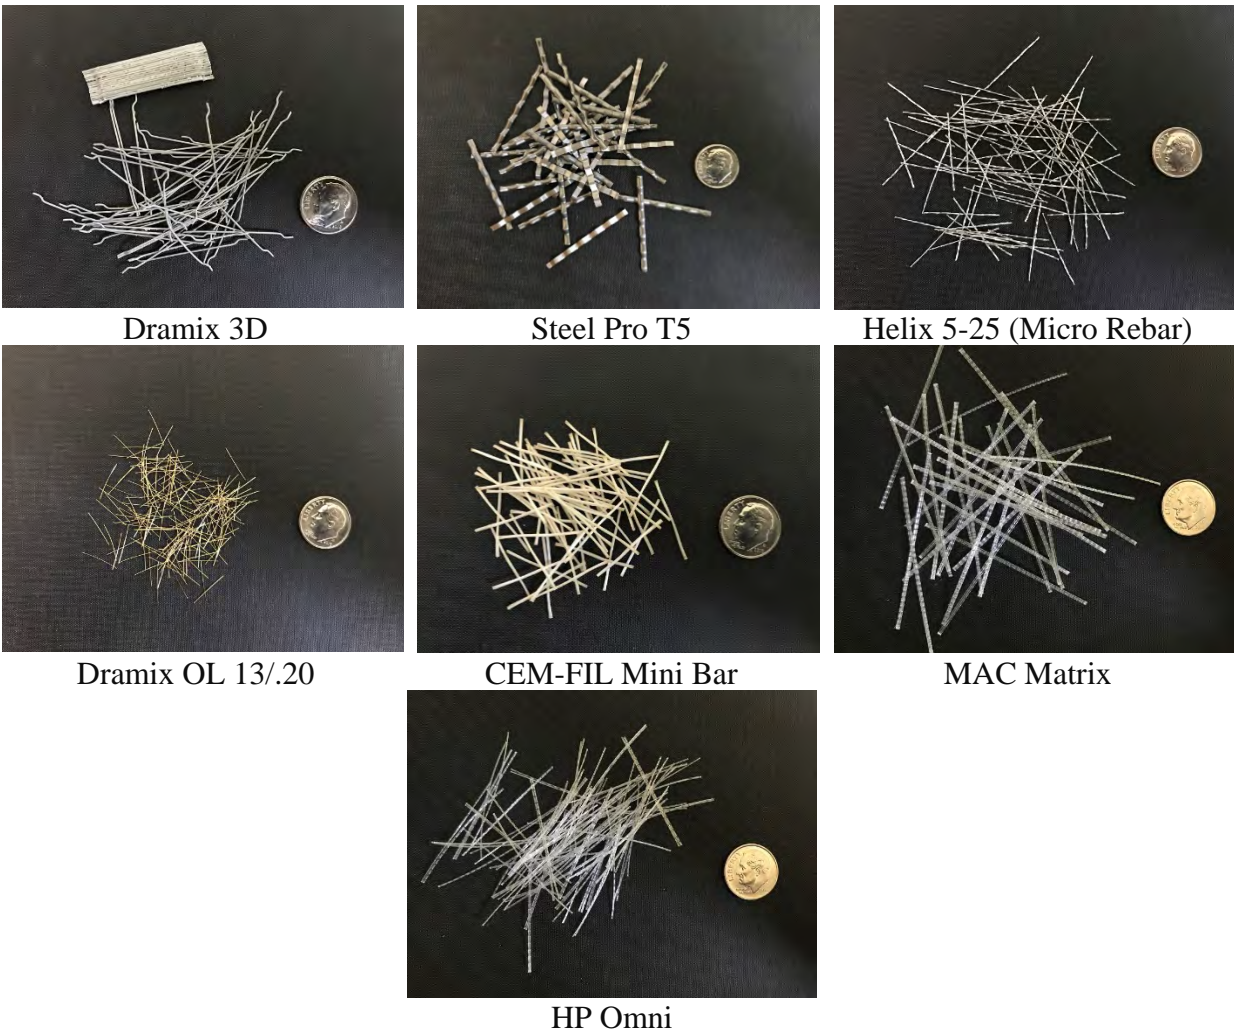 Dramix 3D
Steel Pro T5
Helix 5-25 (Micro Rebar)
Dramix OL 13/.20
CEM-FIL Mini Bar
MAC Matrix
HP Omni